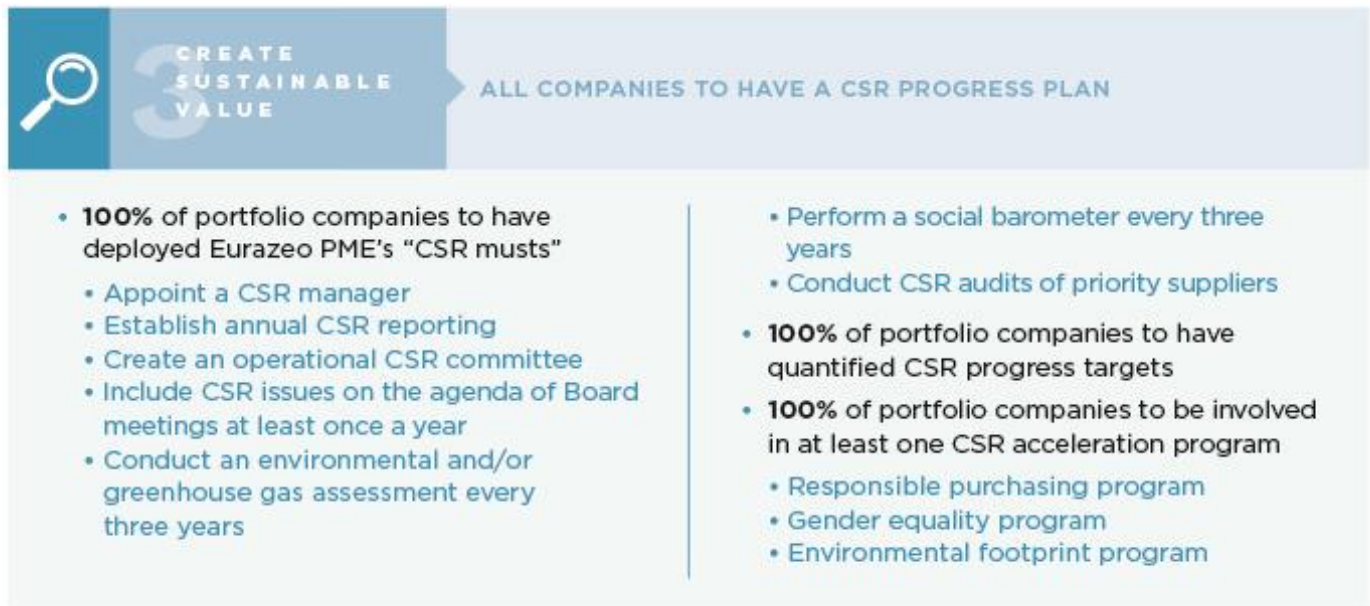 3
CREATE
SUSTAINABLE
VALUE
ALL COMPANIES TO HAVE A CSR PROGRESS PLAN
• 100% of portfolio companies to have
deployed Eurazeo PME's “CSR musts”
• Appoint a CSR manager
• Establish annual CSR reporting
• Create an operational CSR committee
• Include CSR issues on the agenda of Board
meetings at least once a year
• Conduct an environmental and/or
greenhouse gas assessment every
three years
• Perform a social barometer every three
years
• Conduct CSR audits of priority suppliers
• 100% of portfolio companies to have
quantified CSR progress targets
• 100% of portfolio companies to be involved
in at least one CSR acceleration program
• Responsible purchasing program
• Gender equality program
• Environmental footprint program